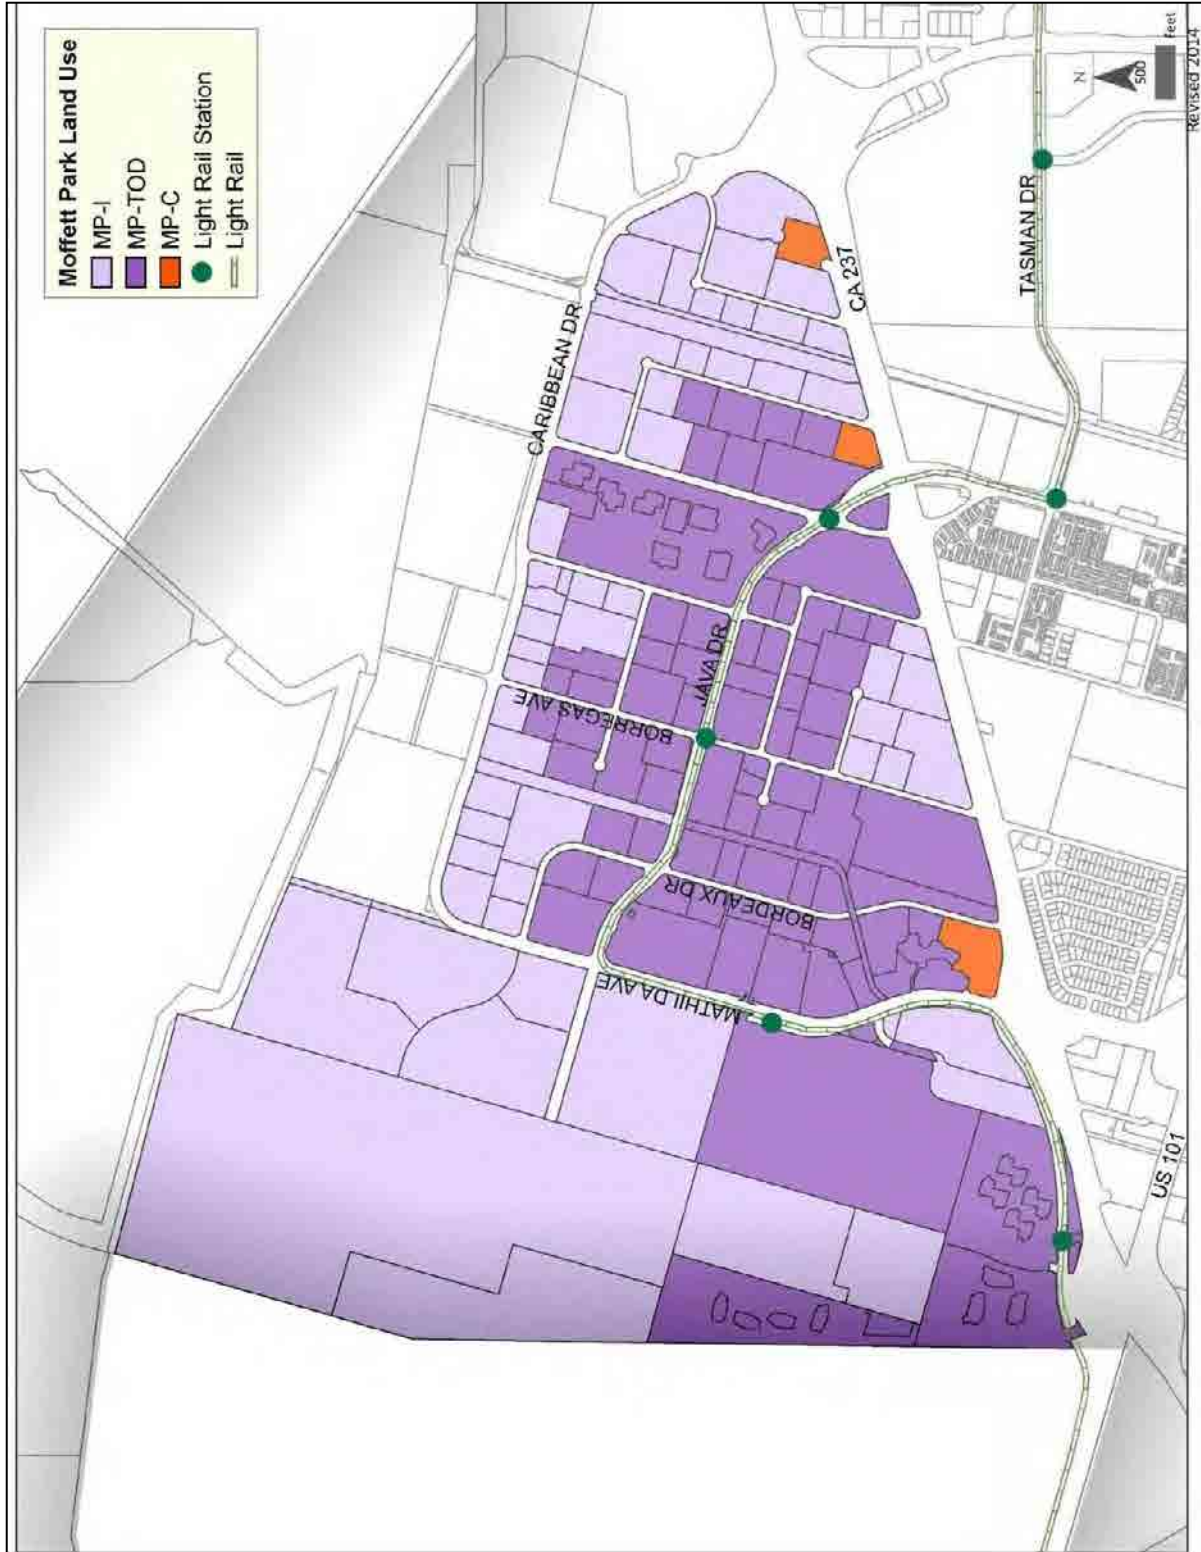 Moffett Park Land Use
MP-I
MP-TOD
MP-C
Light Rail Station
Light Rail
CARIBBEAN DR
BORREGAS AVE
JAVA DR
MATHILDA AVE
BORDEAUX DR
CA 237
TASMAN DR
US 101
N
500
Feet
Revised 2014